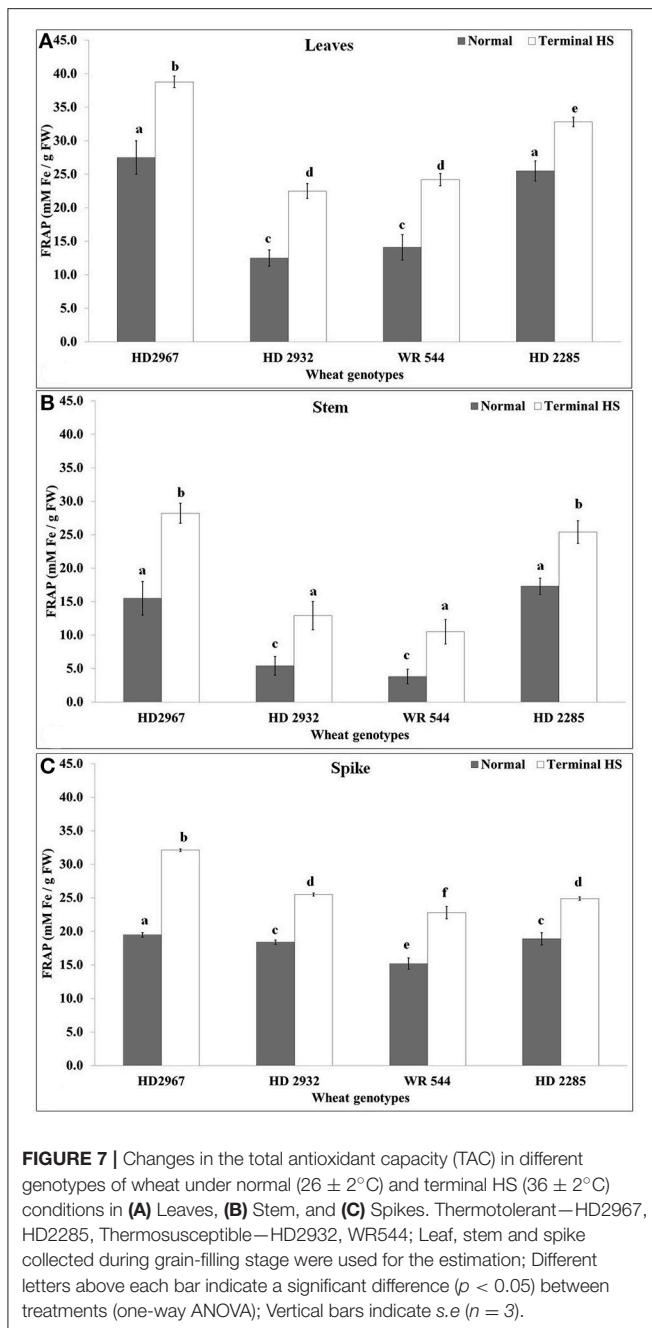 A
Leaves
Normal Terminal HS
FRAP (mM Fe / g FW)
45.0
40.0
35.0
30.0
25.0
20.0
15.0
10.0
5.0
0.0
a b c d c d a e
HD2967 HD 2932 WR 544 HD 2285
Wheat genotypes
B
Stem
Normal Terminal HS
FRAP (mM Fe / g FW)
45.0
40.0
35.0
30.0
25.0
20.0
15.0
10.0
5.0
0.0
a b c a c a a b
HD2967 HD 2932 WR 544 HD 2285
Wheat genotypes
C
Spike
Normal Terminal HS
FRAP (mM Fe / g FW)
45.0
40.0
35.0
30.0
25.0
20.0
15.0
10.0
5.0
0.0
a b c d e f c d
HD2967 HD 2932 WR 544 HD 2285
Wheat genotypes
FIGURE 7 | Changes in the total antioxidant capacity (TAC) in different
genotypes of wheat under normal (26 ± 2°C) and terminal HS (36 ± 2°C)
conditions in (A) Leaves, (B) Stem, and (C) Spikes. Thermotolerant—HD2967,
HD2285, Thermosusceptible—HD2932, WR544; Leaf, stem and spike
collected during grain-filling stage were used for the estimation; Different
letters above each bar indicate a significant difference (p < 0.05) between
treatments (one-way ANOVA); Vertical bars indicate s.e (n = 3).